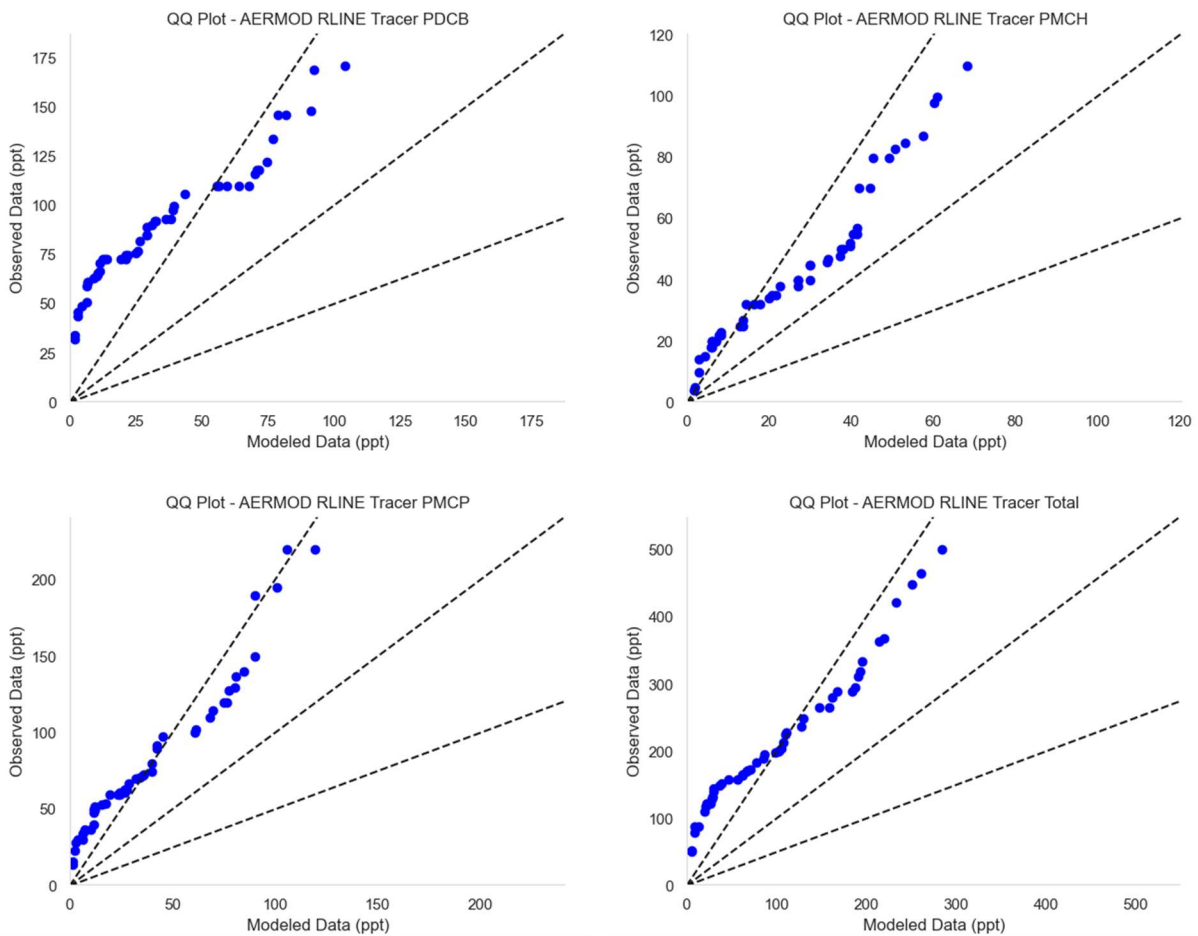 QQ Plot - AERMOD RLINE Tracer PDCB
175
150
125
100
75
50
25
0
Observed Data (ppt)
0 25 50 75 100 125 150 175
Modeled Data (ppt)
QQ Plot - AERMOD RLINE Tracer PMCH
120
100
80
60
40
20
0
Observed Data (ppt)
0 20 40 60 80 100 120
Modeled Data (ppt)
QQ Plot - AERMOD RLINE Tracer PMCP
200
150
100
50
0
Observed Data (ppt)
0 50 100 150 200
Modeled Data (ppt)
QQ Plot - AERMOD RLINE Tracer Total
500
400
300
200
100
0
Observed Data (ppt)
0 100 200 300 400 500
Modeled Data (ppt)